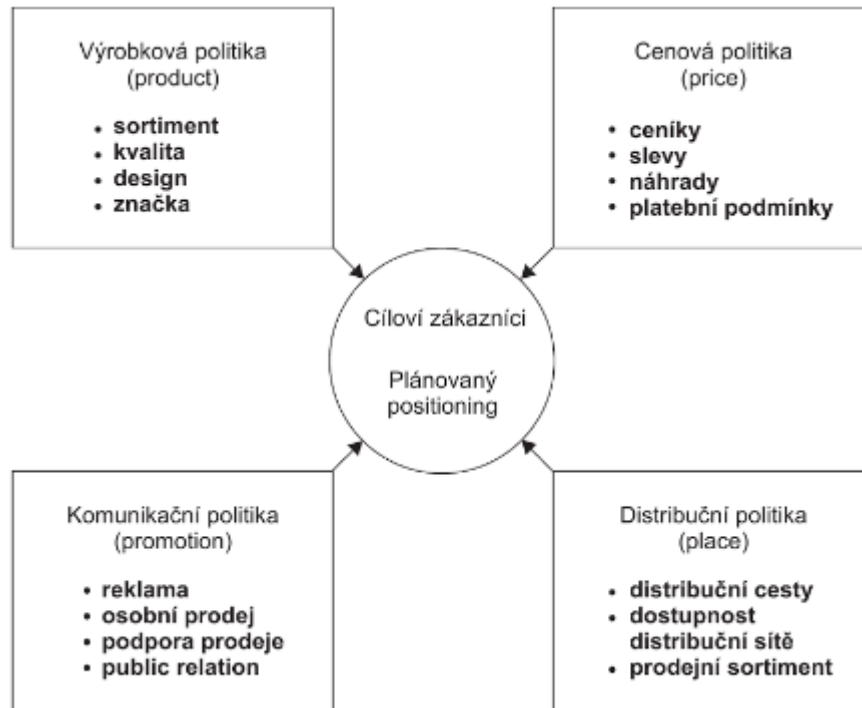 Výrobková politika
(product)
• sortiment
• kvalita
• design
• značka
Cenová politika
(price)
• ceníky
• slevy
• náhrady
• platební podmínky
Cíloví zákazníci
Plánovaný
positioning
Komunikační politika
(promotion)
• reklama
• osobní prodej
• podpora prodeje
• public relation
Distribuční politika
(place)
• distribuční cesty
• dostupnost
distribuční sítě
• prodejní sortiment